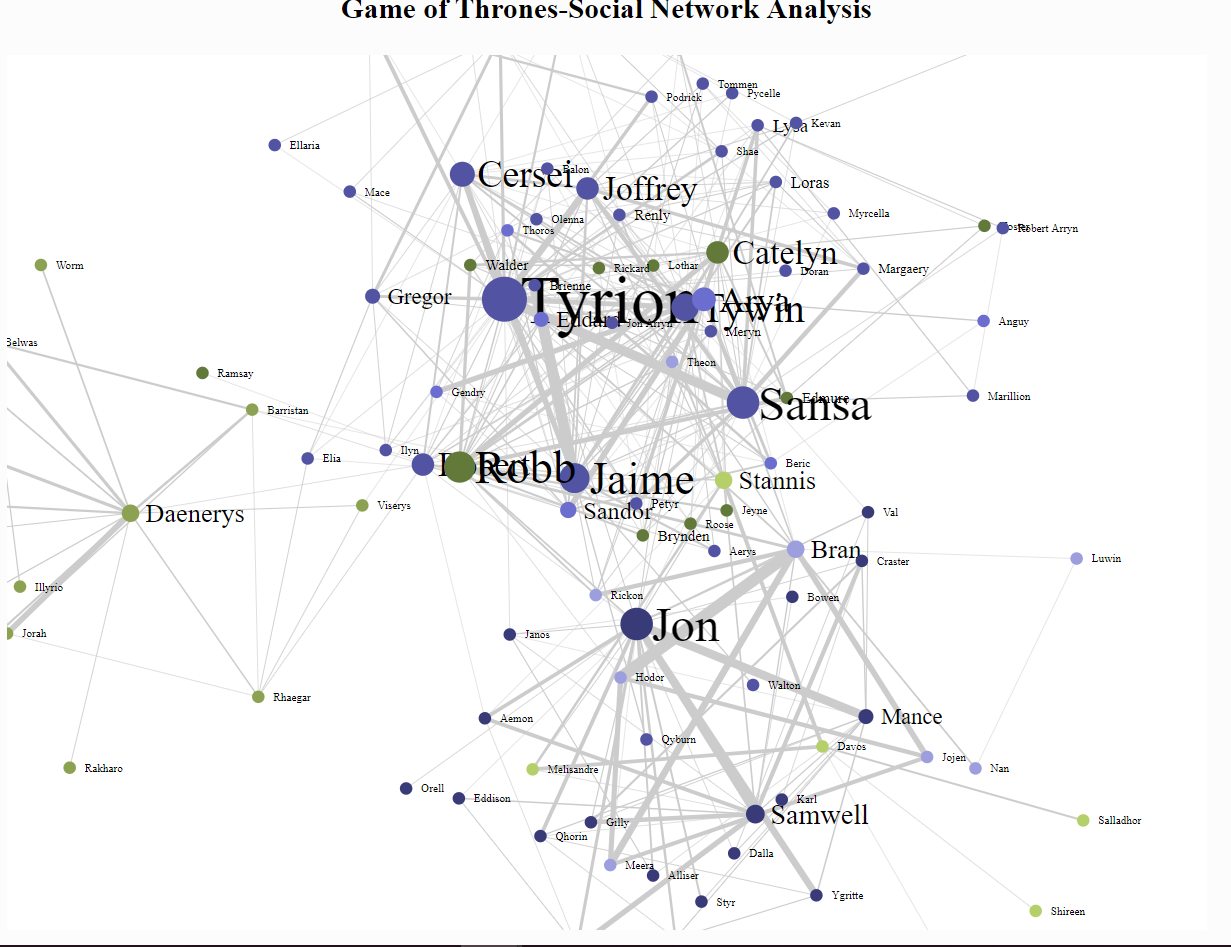 Game of Thrones-Social Network Analysis
Tommen
Podrick
Pycelle
Lysa
Kevan
Ellaria
Shae
Cersei
Balon
Joffrey
Loras
Mace
Olenna
Renly
Myrcella
Thoros
Robert Arryn
Catelyn
Worm
Walder
Rickard
Lothar
Doran
Margaery
Brienne
Gregor
Tyrion
Arya
Tywin
Eddard
Jon Arryn
Meryn
Anguy
Belwas
Theon
Ramsay
Gendry
Sansa
Edmure
Marillion
Barristan
Ilyn
Elia
Robert
Robb
Jaime
Beric
Stannis
Viserys
Petyr
Daenerys
Sandor
Jeyne
Val
Roose
Brynden
Aerys
Bran
Craster
Luwin
Illyrio
Rickon
Bowen
Jorah
Janos
Jon
Hodor
Walton
Rhaegar
Aemon
Mance
Qyburn
Davos
Jojen
Nan
Rakharo
Melisandre
Orell
Eddison
Karl
Gilly
Samwell
Salladhor
Qhorin
Dalla
Meera
Alliser
Ygritte
Styr
Shireen